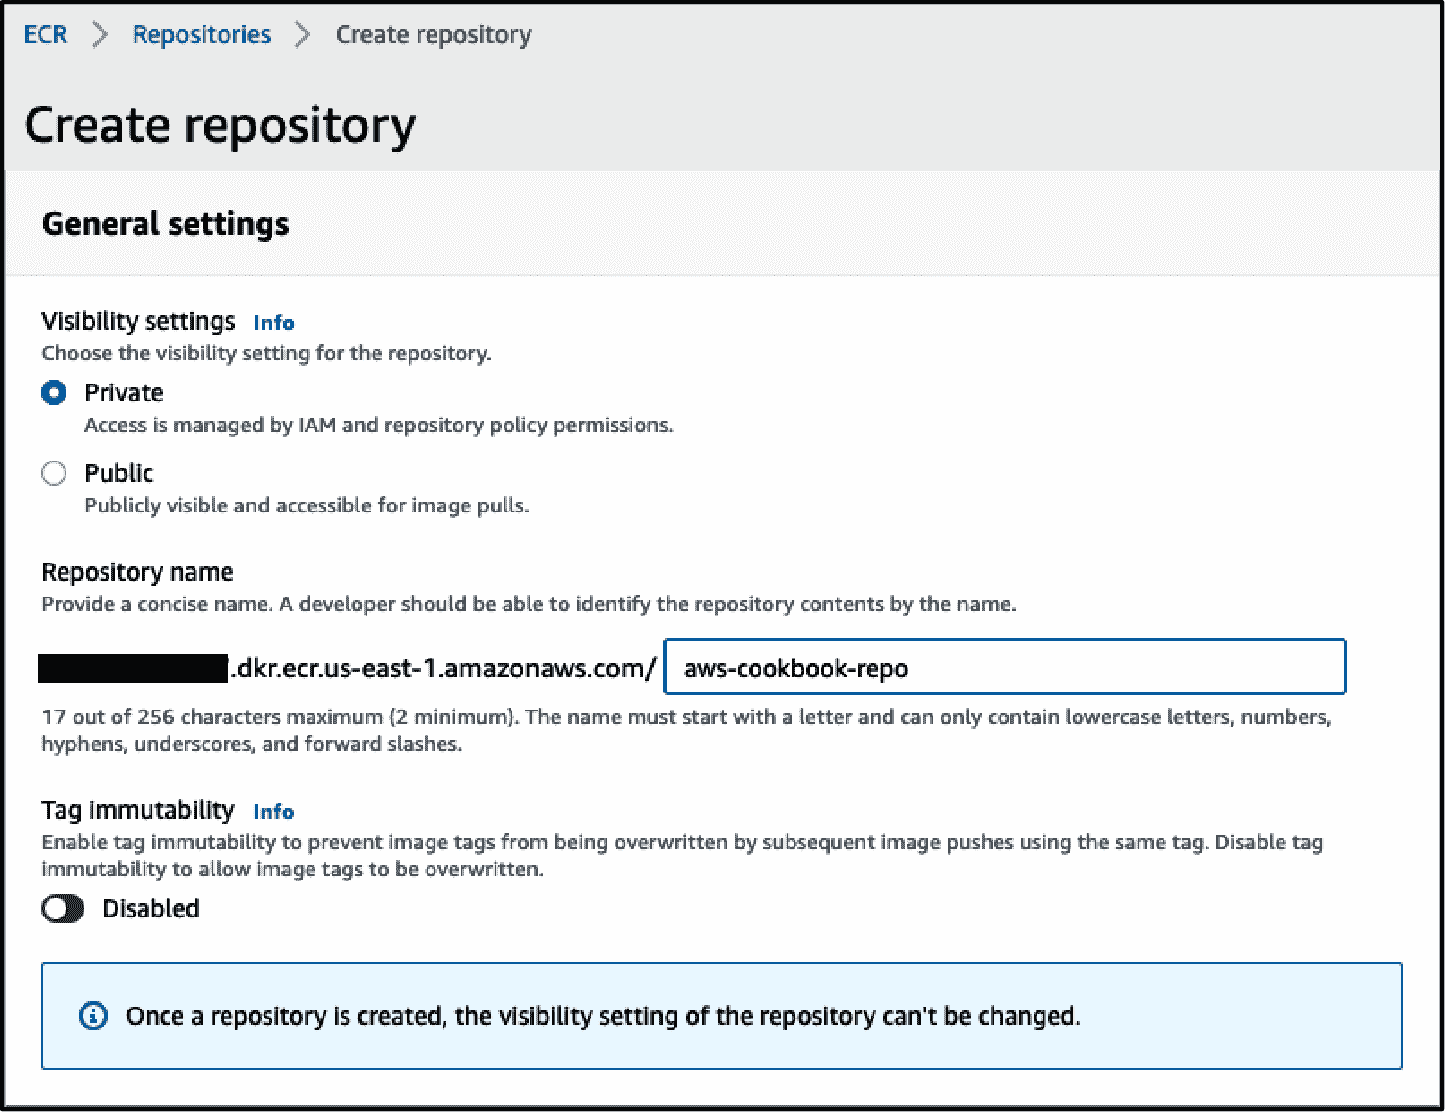 ECR > Repositories > Create repository
Create repository
General settings
Visibility settings Info
Choose the visibility setting for the repository.
Private
Access is managed by IAM and repository policy permissions.
Public
Publicly visible and accessible for image pulls.
Repository name
Provide a concise name. A developer should be able to identify the repository contents by the name.
.dkr.ecr.us-east-1.amazonaws.com/ aws-cookbook-repo
17 out of 256 characters maximum (2 minimum). The name must start with a letter and can only contain lowercase letters, numbers,
hyphens, underscores, and forward slashes.
Tag immutability Info
Enable tag immutability to prevent image tags from being overwritten by subsequent image pushes using the same tag. Disable tag
immutability to allow image tags to be overwritten.
Disabled
Once a repository is created, the visibility setting of the repository can't be changed.